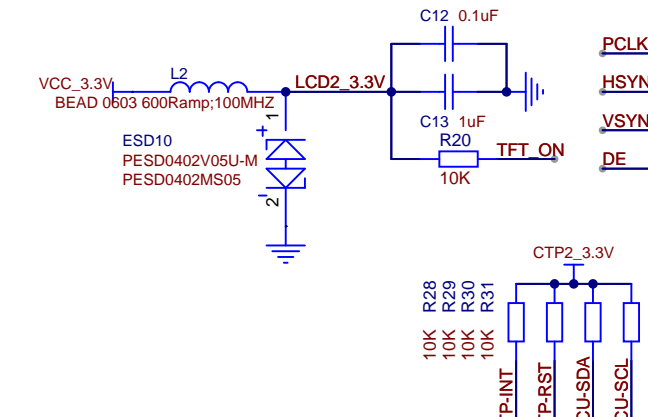 C12 0.1uF
PCLK
VCC_3.3V
L2
LCD2_3.3V
HSYN
BEAD 0603 600Ramp;100MHZ
1
C13 1uF
VSYN
ESD10
+
R20
TFT_ON
PESD0402V05U-M
DE
PESD0402MS05
10K
-
2
CTP2_3.3V
R28
R29
R30
R31
10K
10K
10K
10K
P-INT
P-RST
CU-SDA
CU-SCL